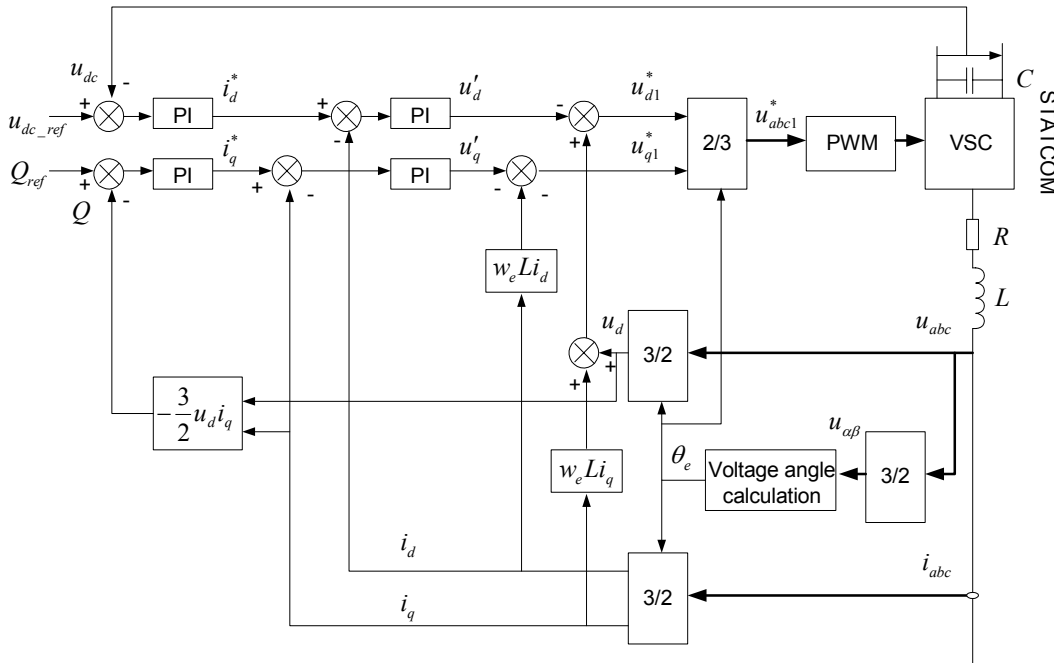 u_dc
-
+
u_dc_ref
PI
i_d^*
+
-
PI
u'_d
-
+
u_d1^*
2/3
u_abc1^*
PWM
VSC
C
STATCOM
Q_ref
+
Q
-
PI
i_q^*
+
-
PI
u'_q
-
-
u_q1^*
R
w_e Li_d
L
u_d
+
+
3/2
u_abc
-3/2 u_d i_q
w_e Li_q
θ_e
Voltage angle
calculation
u_αβ
3/2
i_d
i_q
3/2
i_abc